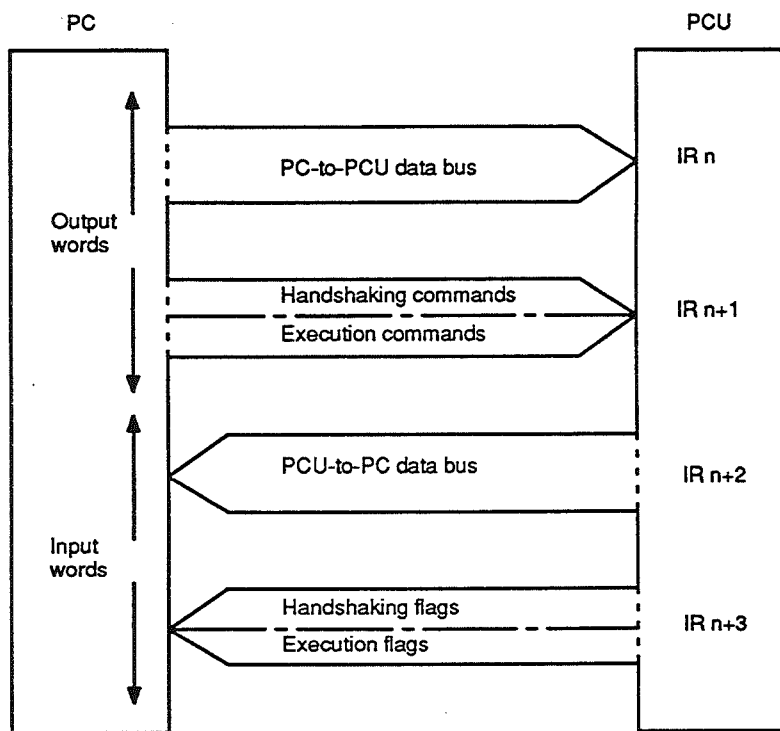 PC
PCU
PC-to-PCU data bus
IR n
Output
words
Handshaking commands
Execution commands
IR n+1
PCU-to-PC data bus
IR n+2
Input
words
Handshaking flags
Execution flags
IR n+3